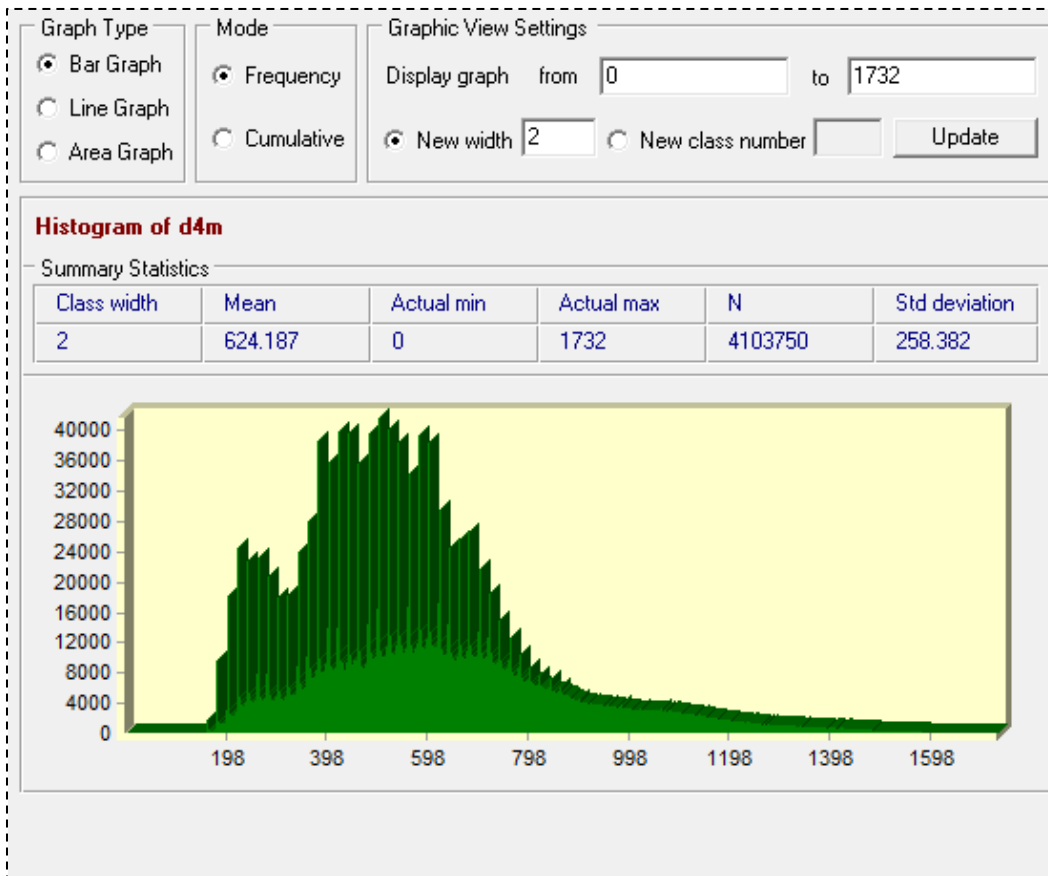 Graph Type
Bar Graph
Line Graph
Area Graph
Mode
Frequency
Cumulative
Graphic View Settings
Display graph from 0 to 1732
New width 2 New class number Update
Histogram of d4m
Summary Statistics
Class width Mean Actual min Actual max N Std deviation
2 624.187 0 1732 4103750 258.382
40000
36000
32000
28000
24000
20000
16000
12000
8000
4000
0
198 398 598 798 998 1198 1398 1598